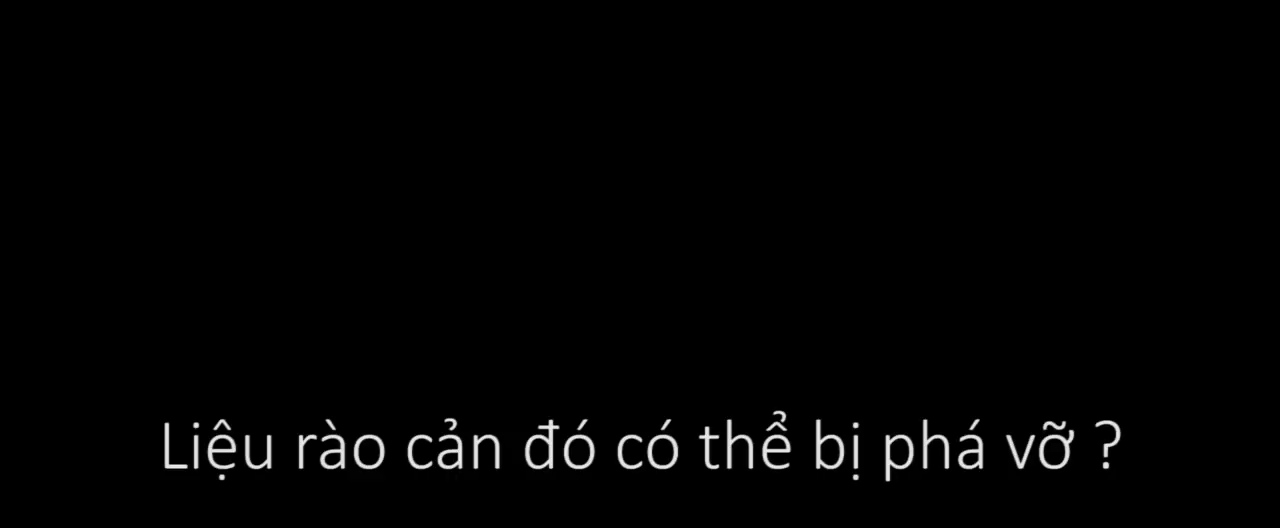 Liệu rào cản đó có thể bị phá vỡ ?